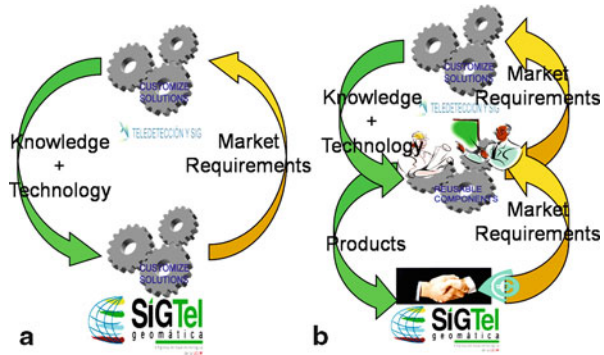 CUSTOMIZE
SOLUTIONS
TELEDETECCIÓN Y SIG
Knowledge
+
Technology
Market
Requirements
CUSTOMIZE
SOLUTIONS
SIGTel
geomática
a
CUSTOMIZE
SOLUTIONS
TELEDETECCIÓN Y SIG
Knowledge
+
Technology
Market
Requirements
REUSABLE
COMPONENTS
Products
Market
Requirements
SIGTel
geomática
b